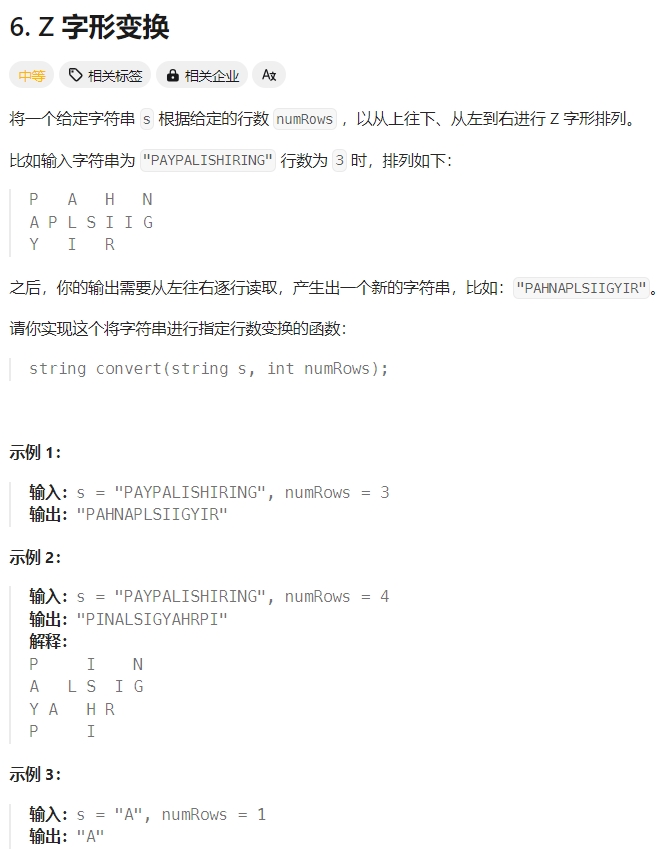 6. Z 字形变换
中等 相关标签 相关企业 Ax
将一个给定字符串 s 根据给定的行数 numRows ，以从上往下、从左到右进行 Z 字形排列。
比如输入字符串为 "PAYPALISHIRING" 行数为 3 时，排列如下：
P   A   H   N
A P L S I I G
Y   I   R
之后，你的输出需要从左往右逐行读取，产生出一个新的字符串，比如："PAHNAPLSIIGYIR"。
请你实现这个将字符串进行指定行数变换的函数：
string convert(string s, int numRows);
示例 1：
输入：s = "PAYPALISHIRING", numRows = 3
输出："PAHNAPLSIIGYIR"
示例 2：
输入：s = "PAYPALISHIRING", numRows = 4
输出："PINALSIGYAHRPI"
解释：
P     I    N
A   L S  I G
Y A   H R
P     I
示例 3：
输入：s = "A", numRows = 1
输出："A"